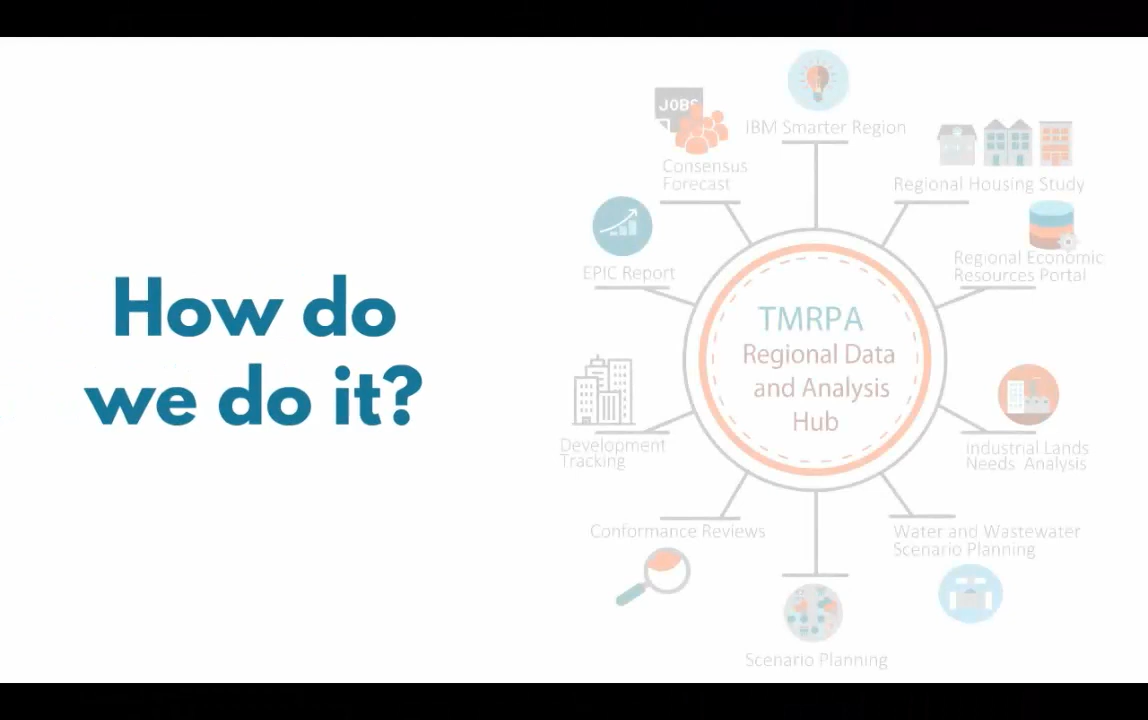 How do
we do it?
JOBS
IBM Smarter Region
Consensus
Forecast
Regional Housing Study
EPIC Report
Regional Economic
Resources Portal
TMRPA
Regional Data
and Analysis
Hub
Development
Tracking
Industrial Lands
Needs Analysis
Conformance Reviews
Water and Wastewater
Scenario Planning
Scenario Planning